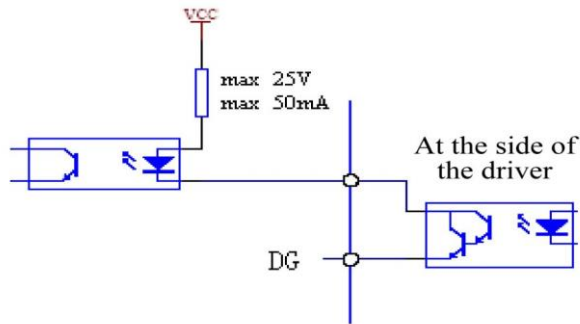 VCC
max 25V
max 50mA
At the side of
the driver
DG